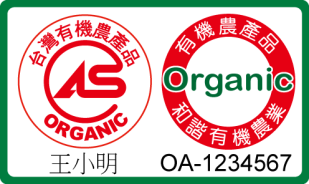 台灣有機農產品
AS
ORGANIC
王小明
有機農產品
Organic
和諧有機農業
OA-1234567